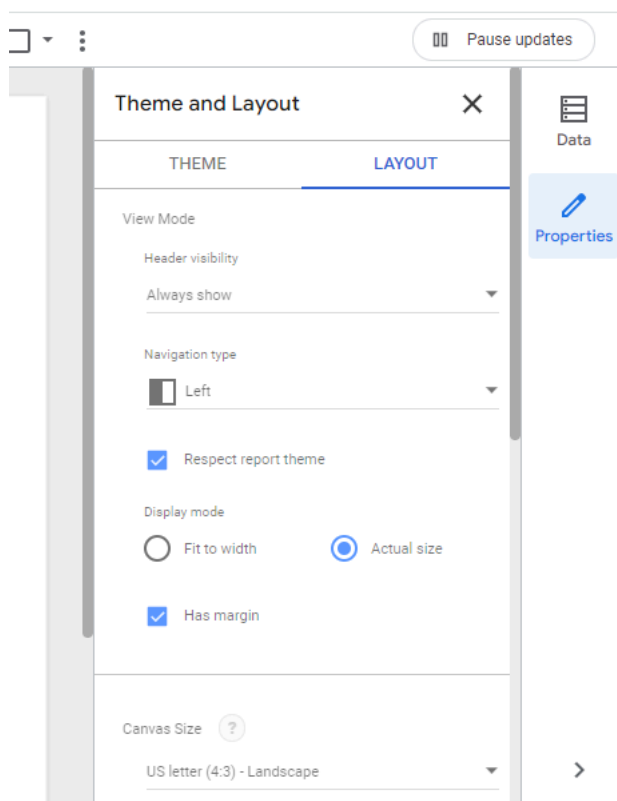 Pause updates
Theme and Layout
Data
THEME LAYOUT
Properties
View Mode
Header visibility
Always show
Navigation type
Left
Respect report theme
Display mode
Fit to width Actual size
Has margin
Canvas Size ?
US letter (4:3) - Landscape